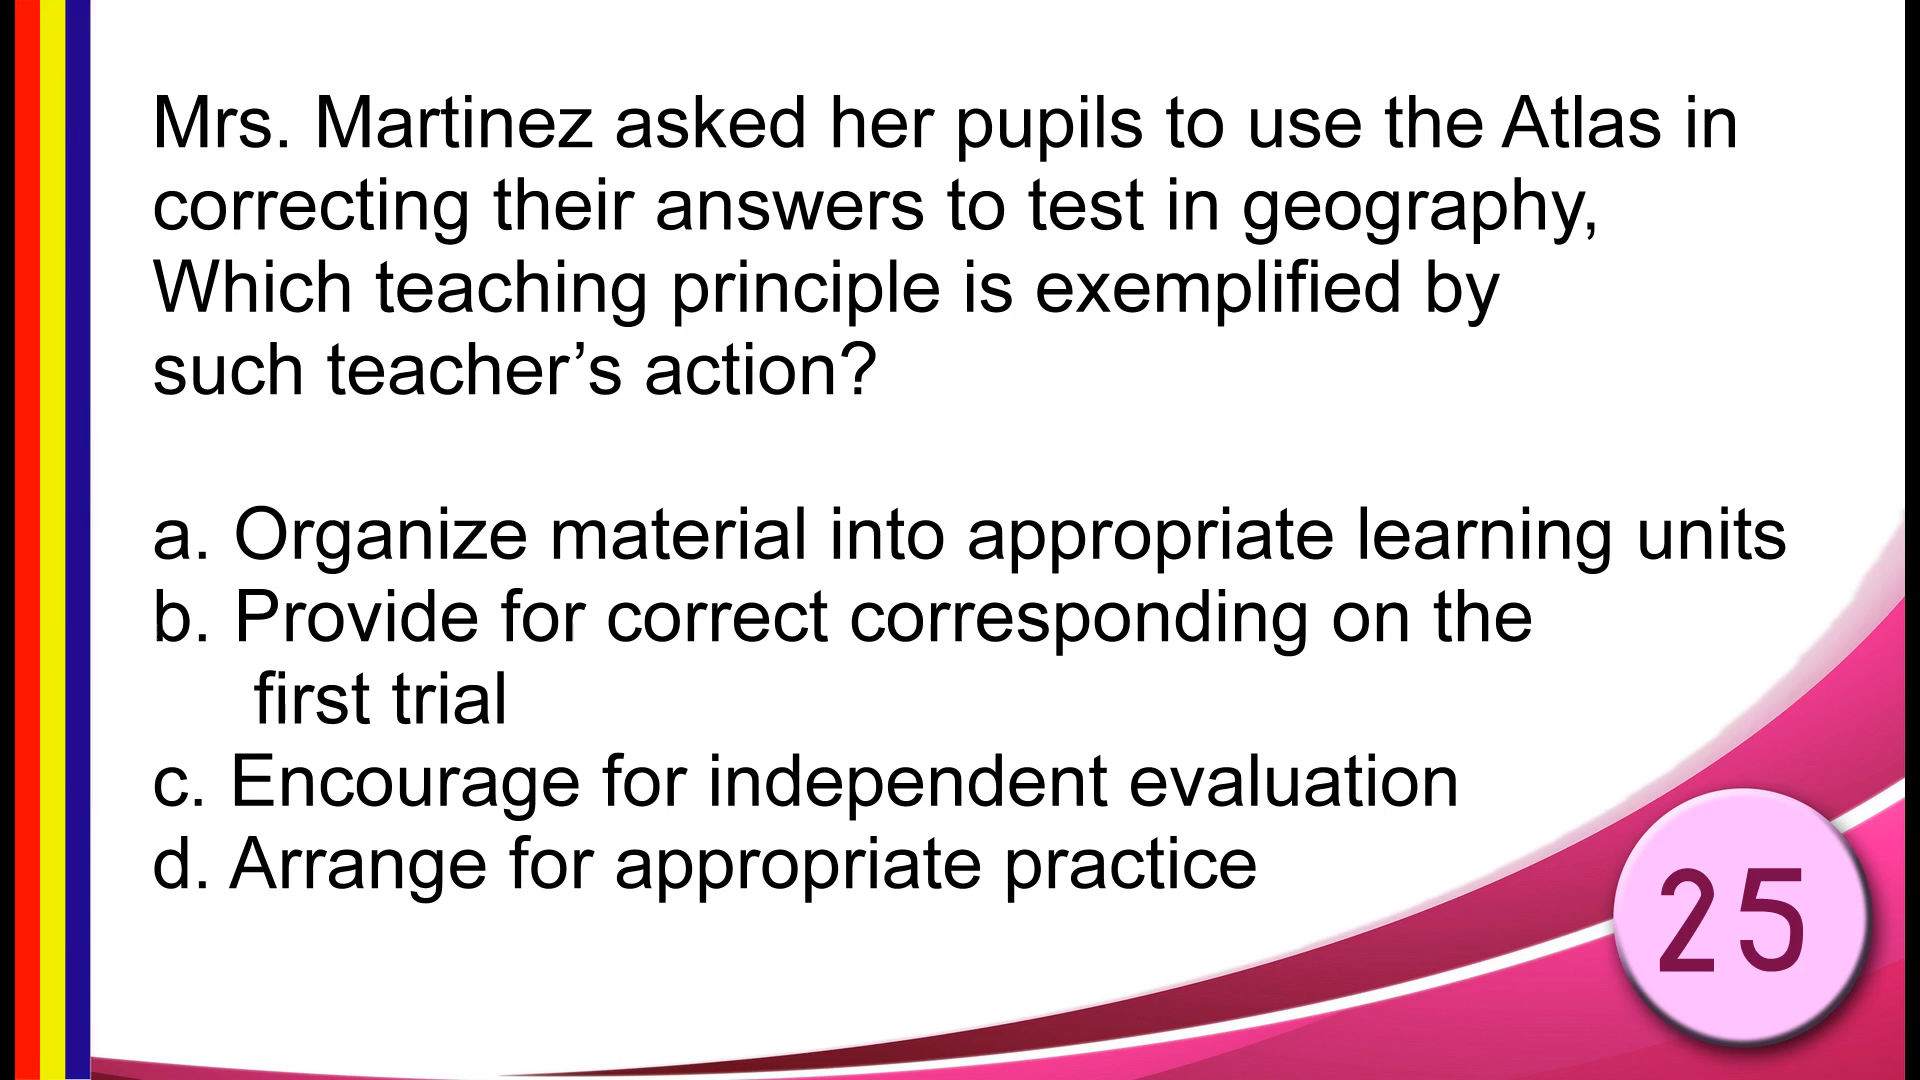 Mrs. Martinez asked her pupils to use the Atlas in
correcting their answers to test in geography,
Which teaching principle is exemplified by
such teacher’s action?
a. Organize material into appropriate learning units
b. Provide for correct corresponding on the
first trial
c. Encourage for independent evaluation
d. Arrange for appropriate practice
25